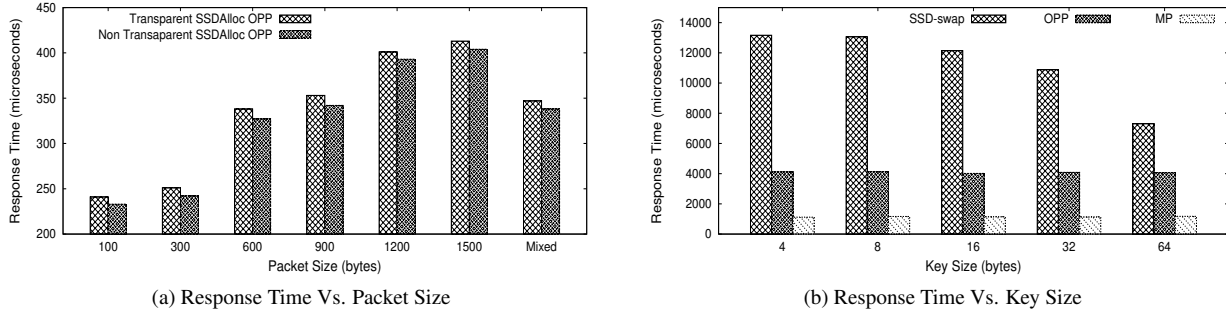 450
400
350
300
250
200
Response Time (microseconds)
Transparent SSDAlloc OPP
Non Transaparent SSDAlloc OPP
100 300 600 900 1200 1500 Mixed
Packet Size (bytes)
(a) Response Time Vs. Packet Size
14000
12000
10000
8000
6000
4000
2000
0
Response Time (microseconds)
SSD-swap OPP MP
4 8 16 32 64
Key Size (bytes)
(b) Response Time Vs. Key Size